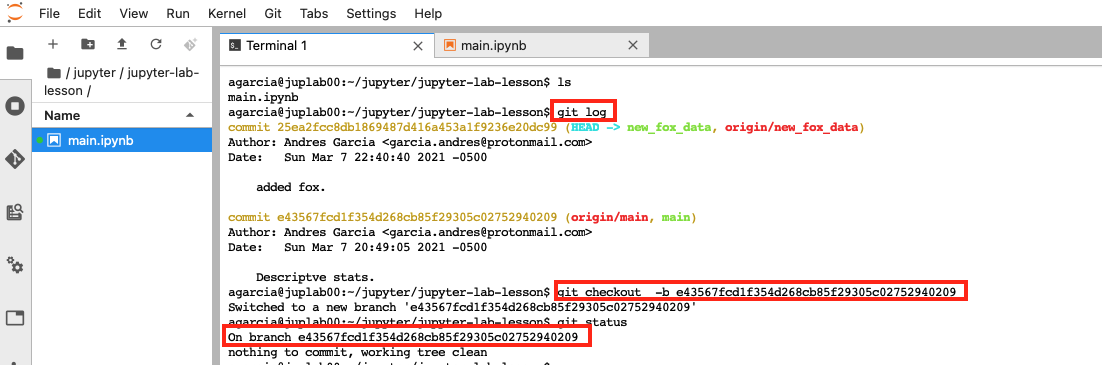 File Edit View Run Kernel Git Tabs Settings Help
/ jupyter / jupyter-lab-
lesson /
Name
main.ipynb
Terminal 1
main.ipynb
agarcia@juplab00:~/jupyter/jupyter-lab-lesson$ ls
main.ipynb
agarcia@juplab00:~/jupyter/jupyter-lab-lesson$ git log
commit 25ea2fcc8db1869487d416a453a1f9236e20dc99 (HEAD -> new_fox_data, origin/new_fox_data)
Author: Andres Garcia <garcia.andres@protonmail.com>
Date:   Sun Mar 7 22:40:40 2021 -0500
added fox.
commit e43567fcd1f354d268cb85f29305c02752940209 (origin/main, main)
Author: Andres Garcia <garcia.andres@protonmail.com>
Date:   Sun Mar 7 20:49:05 2021 -0500
Descriptve stats.
agarcia@juplab00:~/jupyter/jupyter-lab-lesson$ git checkout  -b e43567fcd1f354d268cb85f29305c02752940209
Switched to a new branch 'e43567fcd1f354d268cb85f29305c02752940209'
agarcia@juplab00:~/jupyter/jupyter-lab-lesson$ git status
On branch e43567fcd1f354d268cb85f29305c02752940209
nothing to commit, working tree clean